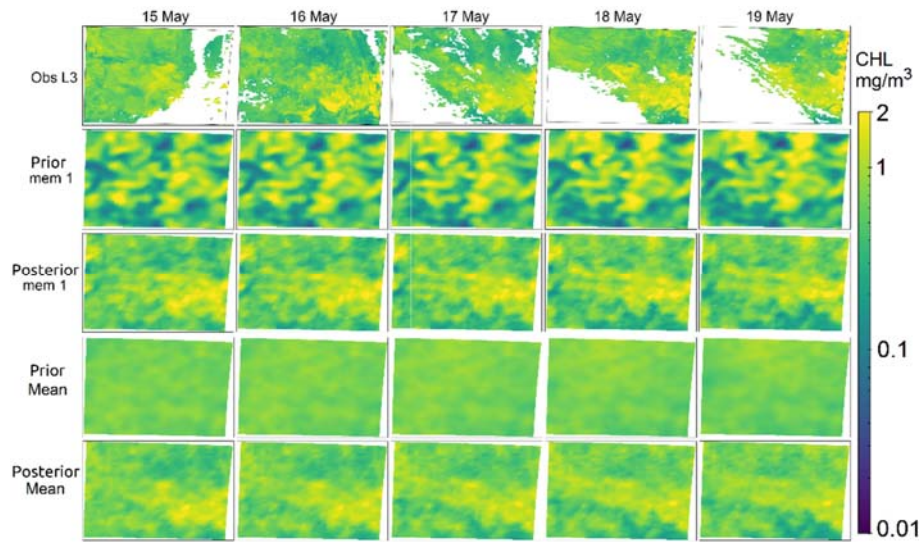 15 May 16 May 17 May 18 May 19 May
Obs L3
CHL
mg/m³
2
Prior
mem 1
1
Posterior
mem 1
0.1
Prior
Mean
Posterior
Mean
0.01